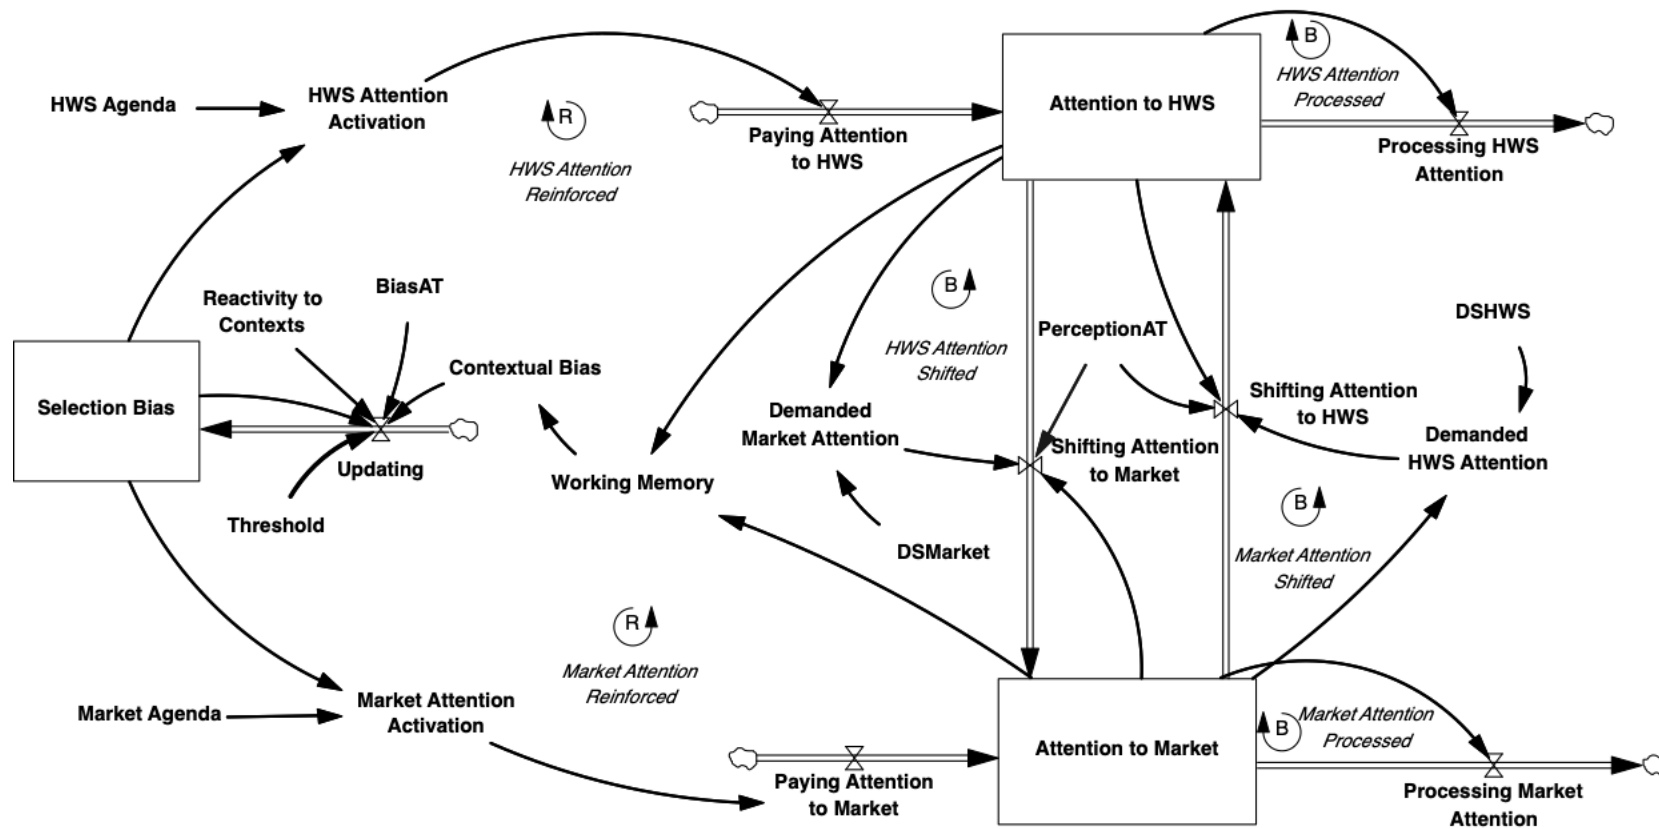 B
HWS Attention
Processed
HWS Agenda
HWS Attention
Activation
R
HWS Attention
Reinforced
Paying Attention
to HWS
Attention to HWS
Processing HWS
Attention
BiasAT
Reactivity to
Contexts
Contextual Bias
Selection Bias
Updating
Threshold
Working Memory
B
HWS Attention
Shifted
PerceptionAT
DSHWS
Demanded
Market Attention
Shifting Attention
to HWS
Shifting Attention
to Market
Demanded
HWS Attention
DSMarket
B
Market Attention
Shifted
R
Market Attention
Reinforced
Market Agenda
Market Attention
Activation
Paying Attention
to Market
Attention to Market
B
Market Attention
Processed
Processing Market
Attention